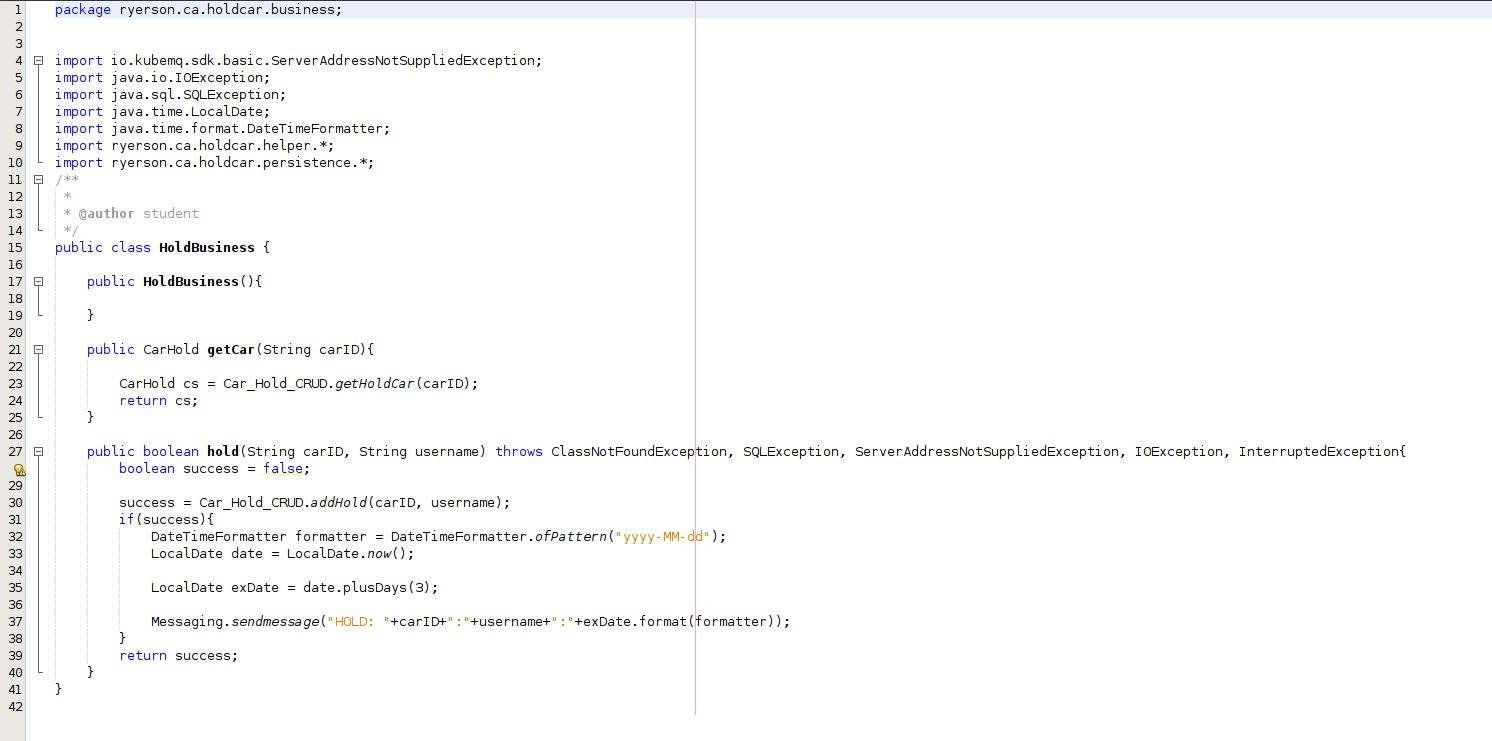 1 package ryerson.ca.holdcar.business;
2
3
4 import io.kubemq.sdk.basic.ServerAddressNotSuppliedException;
5 import java.io.IOException;
6 import java.sql.SQLException;
7 import java.time.LocalDate;
8 import java.time.format.DateTimeFormatter;
9 import ryerson.ca.holdcar.helper.*;
10 import ryerson.ca.holdcar.persistence.*;
11 /**
12  *
13  * @author student
14  */
15 public class HoldBusiness {
16
17     public HoldBusiness(){
18
19     }
20
21     public CarHold getCar(String carID){
22
23         CarHold cs = Car_Hold_CRUD.getHoldCar(carID);
24         return cs;
25     }
26
27     public boolean hold(String carID, String username) throws ClassNotFoundException, SQLException, ServerAddressNotSuppliedException, IOException, InterruptedException{
        boolean success = false;
29
30         success = Car_Hold_CRUD.addHold(carID, username);
31         if(success){
32             DateTimeFormatter formatter = DateTimeFormatter.ofPattern("yyyy-MM-dd");
33             LocalDate date = LocalDate.now();
34
35             LocalDate exDate = date.plusDays(3);
36
37             Messaging.sendmessage("HOLD: "+carID+":"+username+":"+exDate.format(formatter));
38         }
39         return success;
40     }
41 }
42